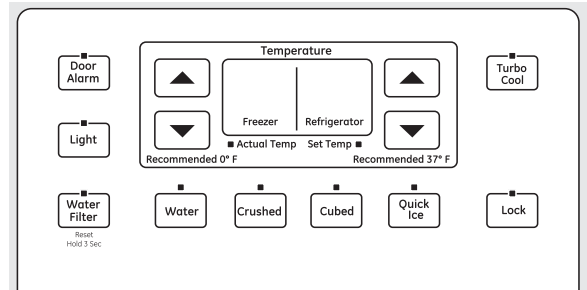 Temperature
Door
Alarm
Turbo
Cool
Freezer
Refrigerator
Light
Actual Temp
Set Temp
Recommended 0° F
Recommended 37° F
Water
Filter
Water
Crushed
Cubed
Quick
Ice
Lock
Reset
Hold 3 Sec